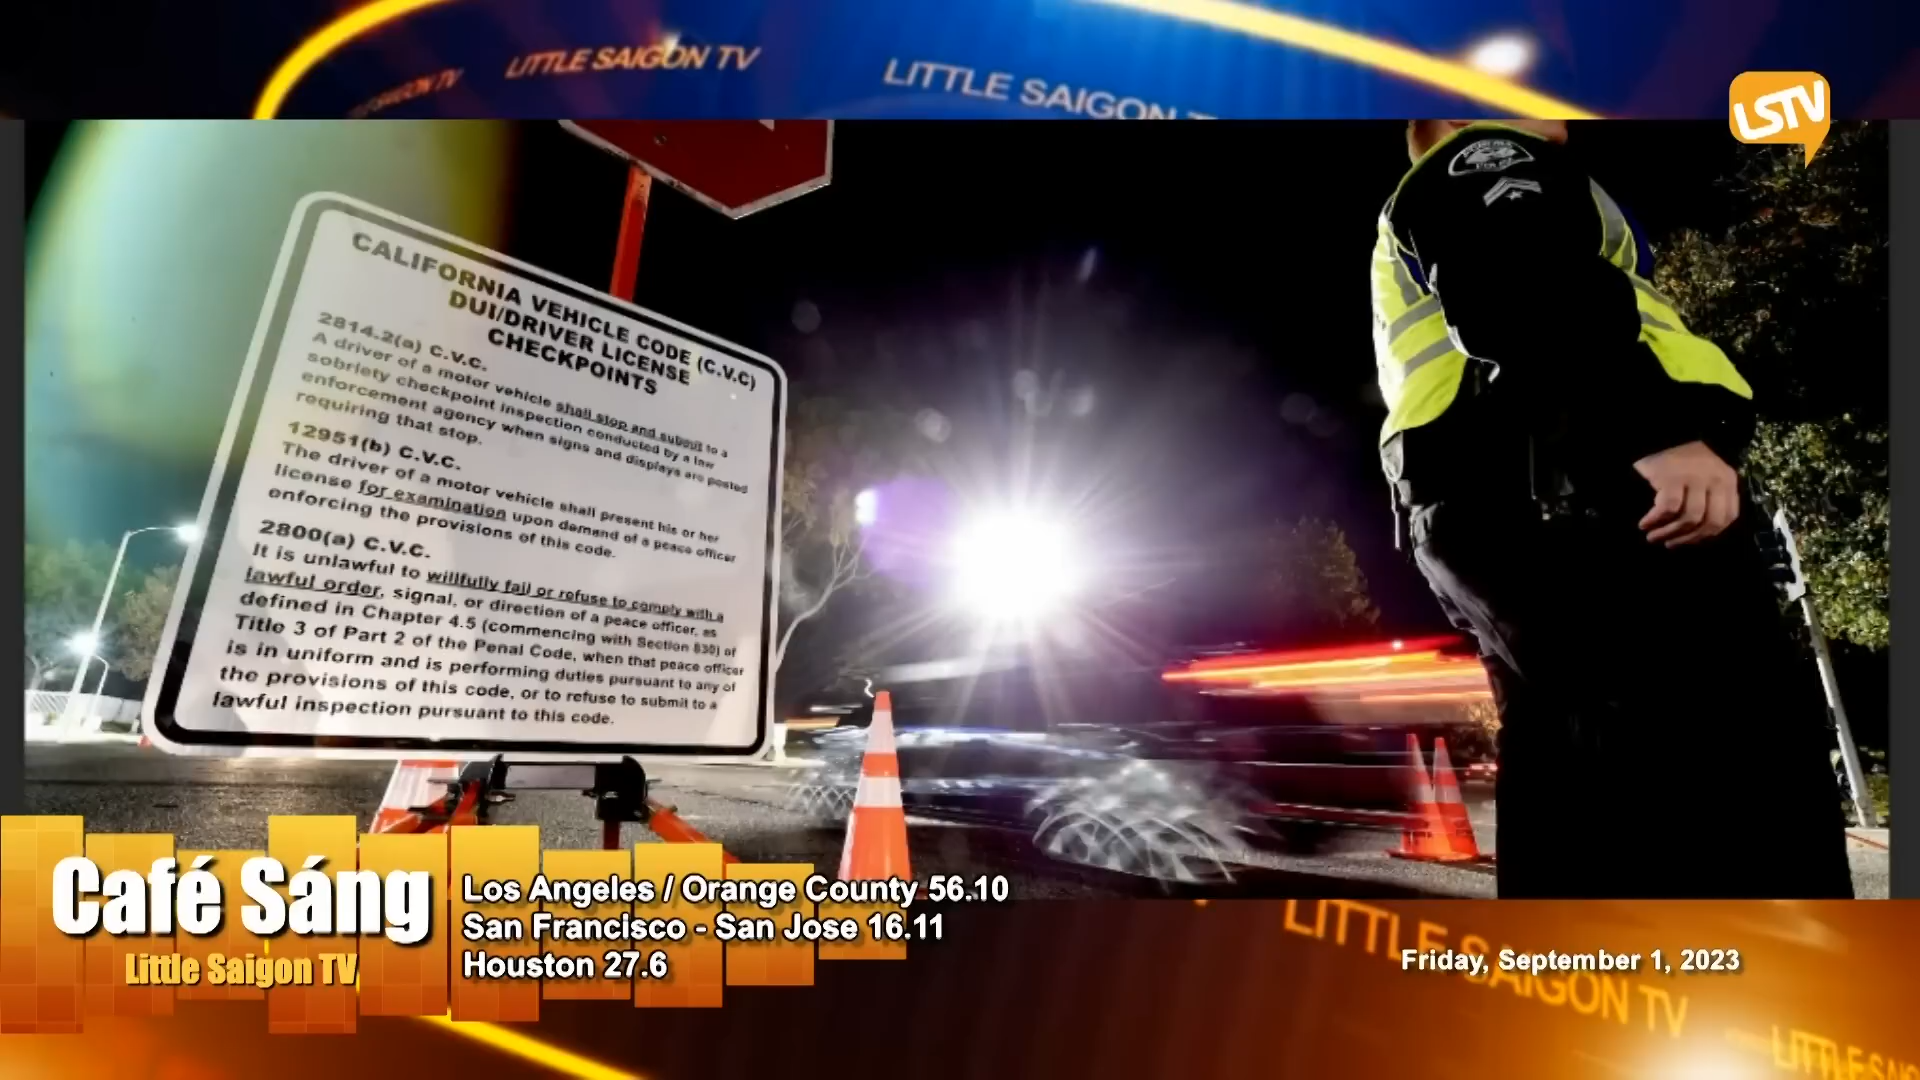 LITTLE SAIGON TV
LITTLE SAIGON TV
LITTLE SAIGON T
LSTV
CALIFORNIA VEHICLE CODE (C.V.C)
DUI/DRIVER LICENSE
CHECKPOINTS
2814.2(a) C.V.C.
A driver of a motor vehicle shall stop and submit to a
sobriety checkpoint inspection conducted by a law
enforcement agency when signs and displays are posted
requiring that stop.
12951(b) C.V.C.
The driver of a motor vehicle shall present his or her
license for examination upon demand of a peace officer
enforcing the provisions of this code.
2800(a) C.V.C.
It is unlawful to willfully fail or refuse to comply with a
lawful order, signal, or direction of a peace officer, as
defined in Chapter 4.5 (commencing with Section 830) of
Title 3 of Part 2 of the Penal Code, when that peace officer
is in uniform and is performing duties pursuant to any of
the provisions of this code, or to refuse to submit to a
lawful inspection pursuant to this code.
Café Sáng
Little Saigon TV
Los Angeles / Orange County 56.10
San Francisco - San Jose 16.11
Houston 27.6
Friday, September 1, 2023
LITTLE SAIGON TV
LITTLE SAIG